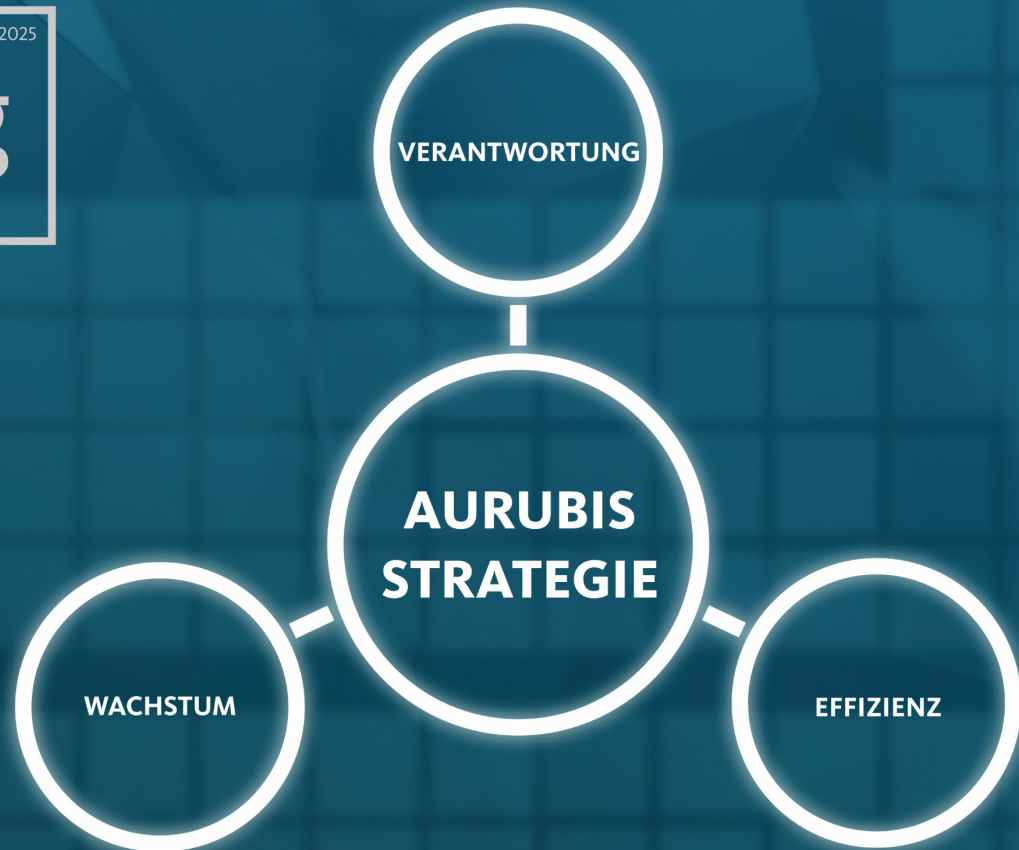 2025
g
VERANTWORTUNG
AURUBIS
STRATEGIE
WACHSTUM
EFFIZIENZ